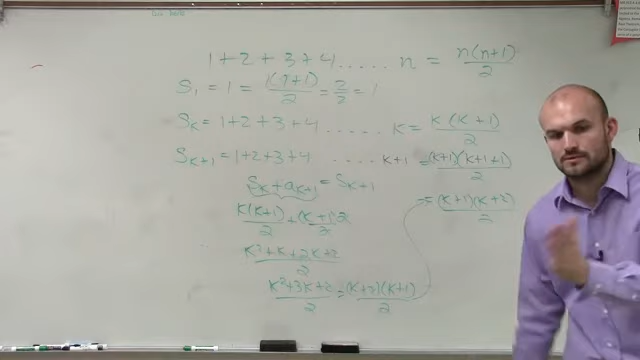 1+2+3+4..... n = n(n+1)/2
S₁ = 1 = 1(1+1)/2 = 2/2 = 1
Sₖ = 1+2+3+4 ..... k = k(k+1)/2
Sₖ₊₁ = 1+2+3+4 .... k+1 = (k+1)(k+1+1)/2
Sₖ + aₖ₊₁ = Sₖ₊₁
= (k+1)(k+2)/2
k(k+1)/2 + (k+1)2/2
k²+k+2k+2/2
k²+3k+2/2 = (k+2)(k+1)/2